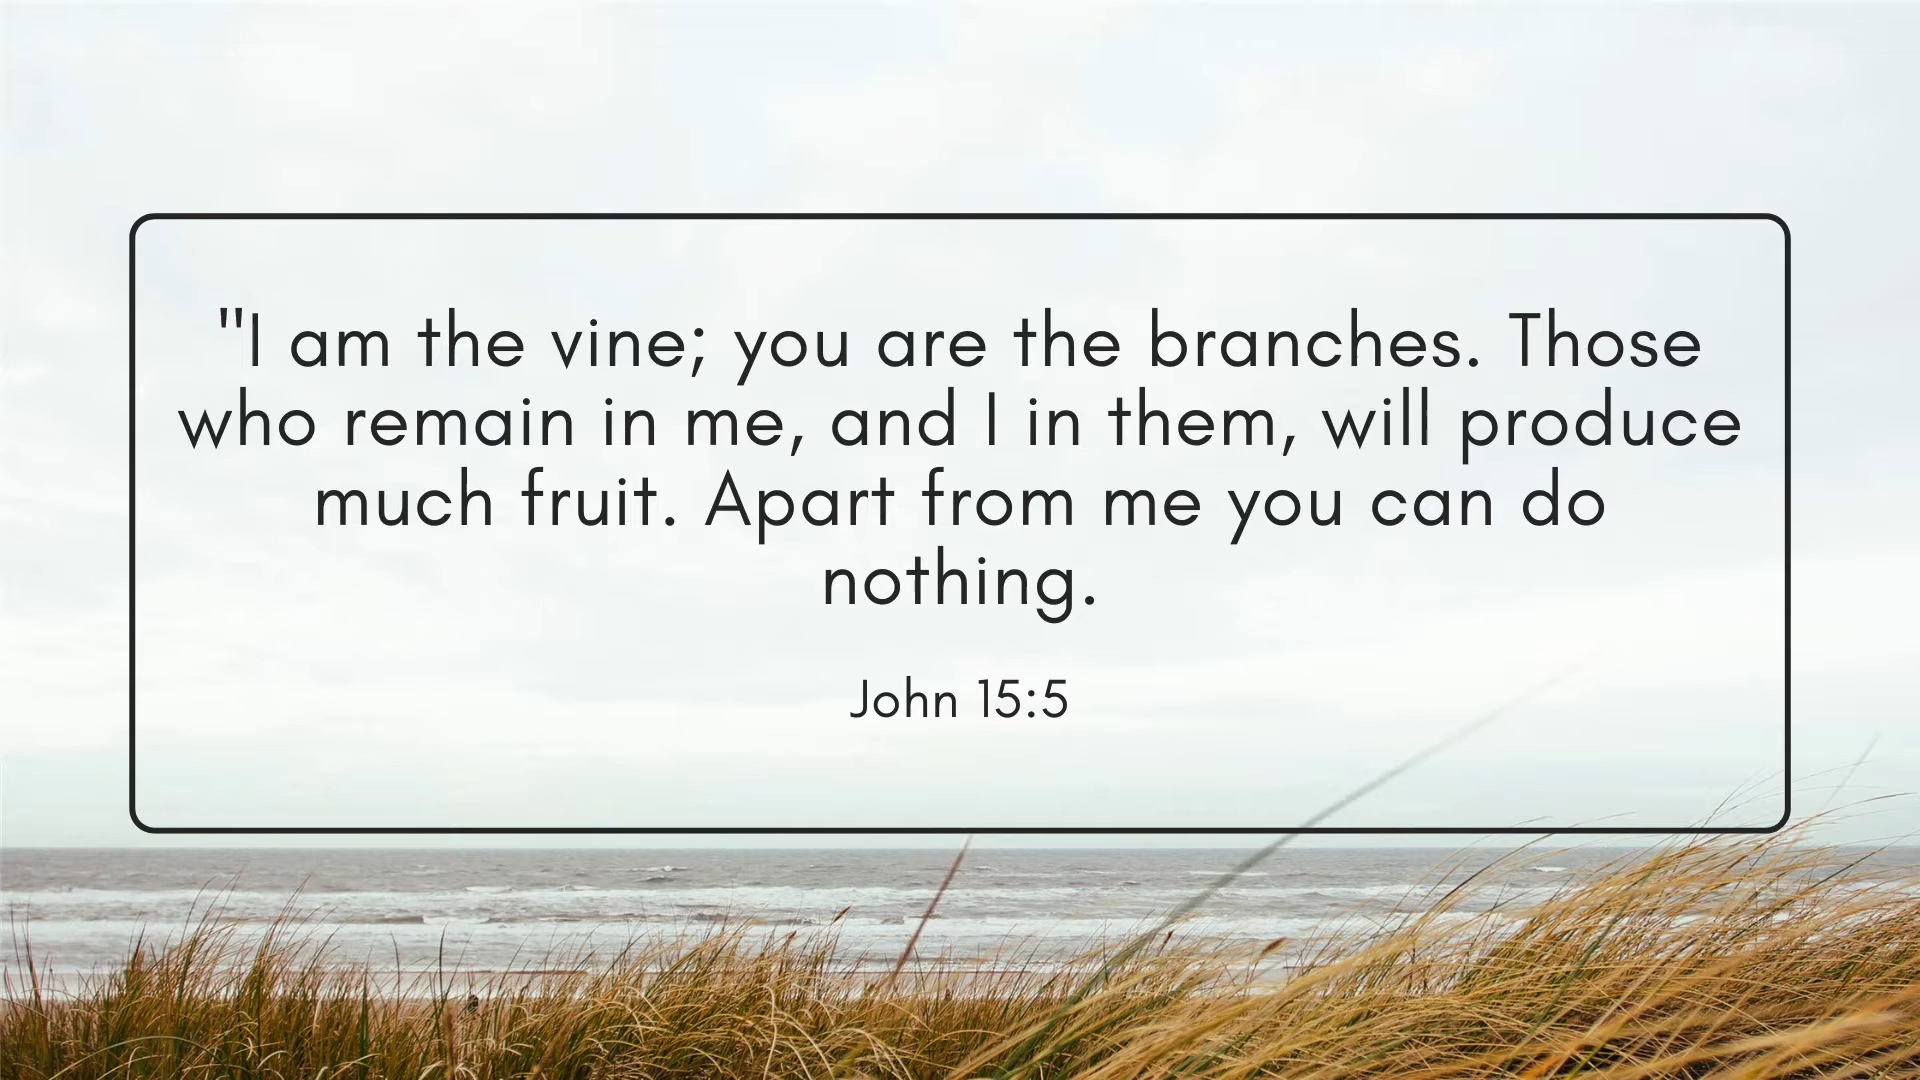 "I am the vine; you are the branches. Those
who remain in me, and I in them, will produce
much fruit. Apart from me you can do
nothing.
John 15:5